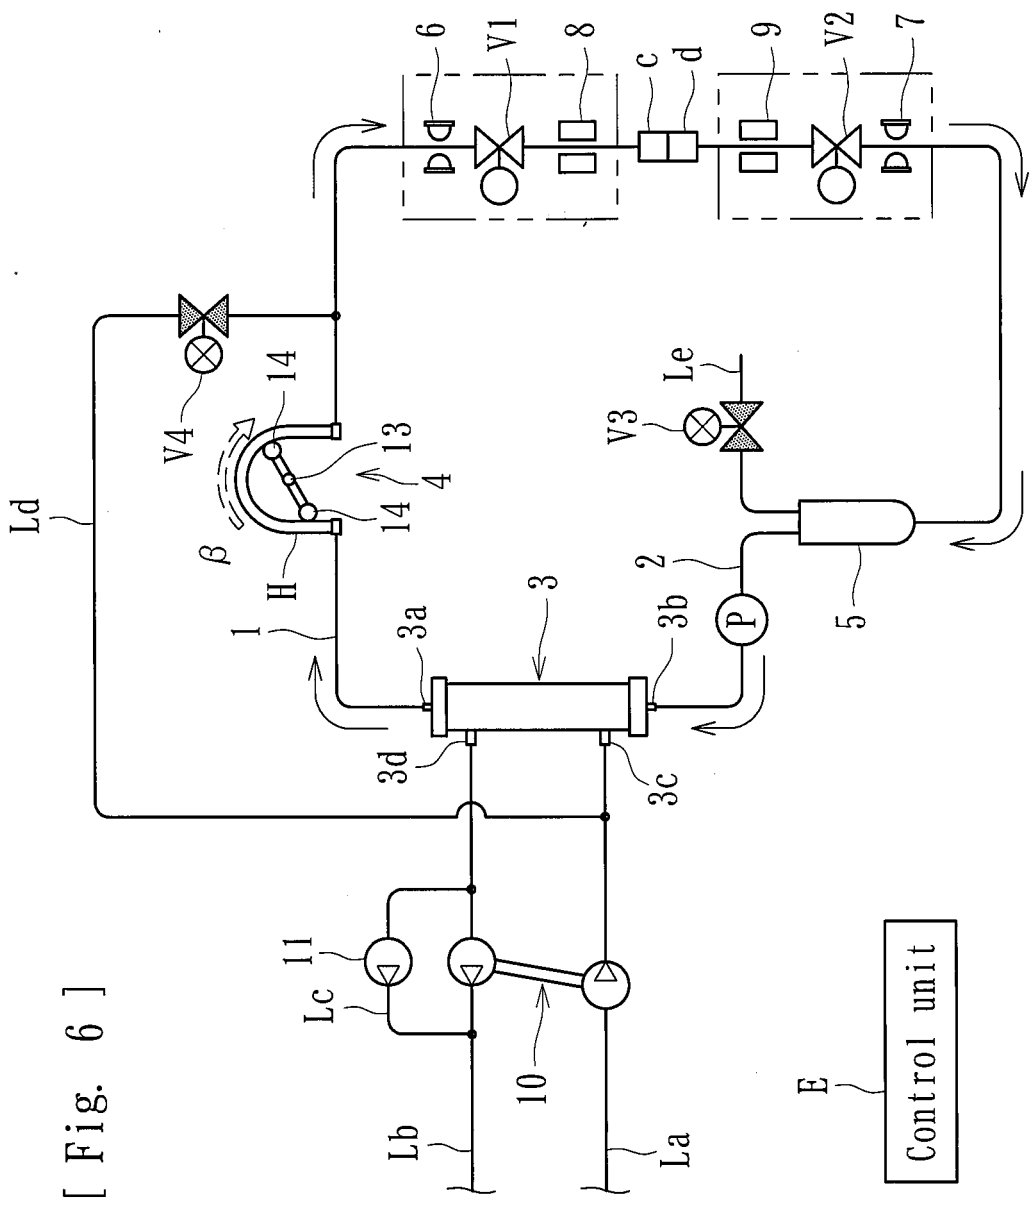 [ Fig. 6 ]
Ld
V4
β
H
14
13
14
4
1
6
V1
8
c
d
9
V2
7
Le
V3
2
P
5
3a
3
3b
3d
3c
11
Lc
10
Lb
La
E
Control unit